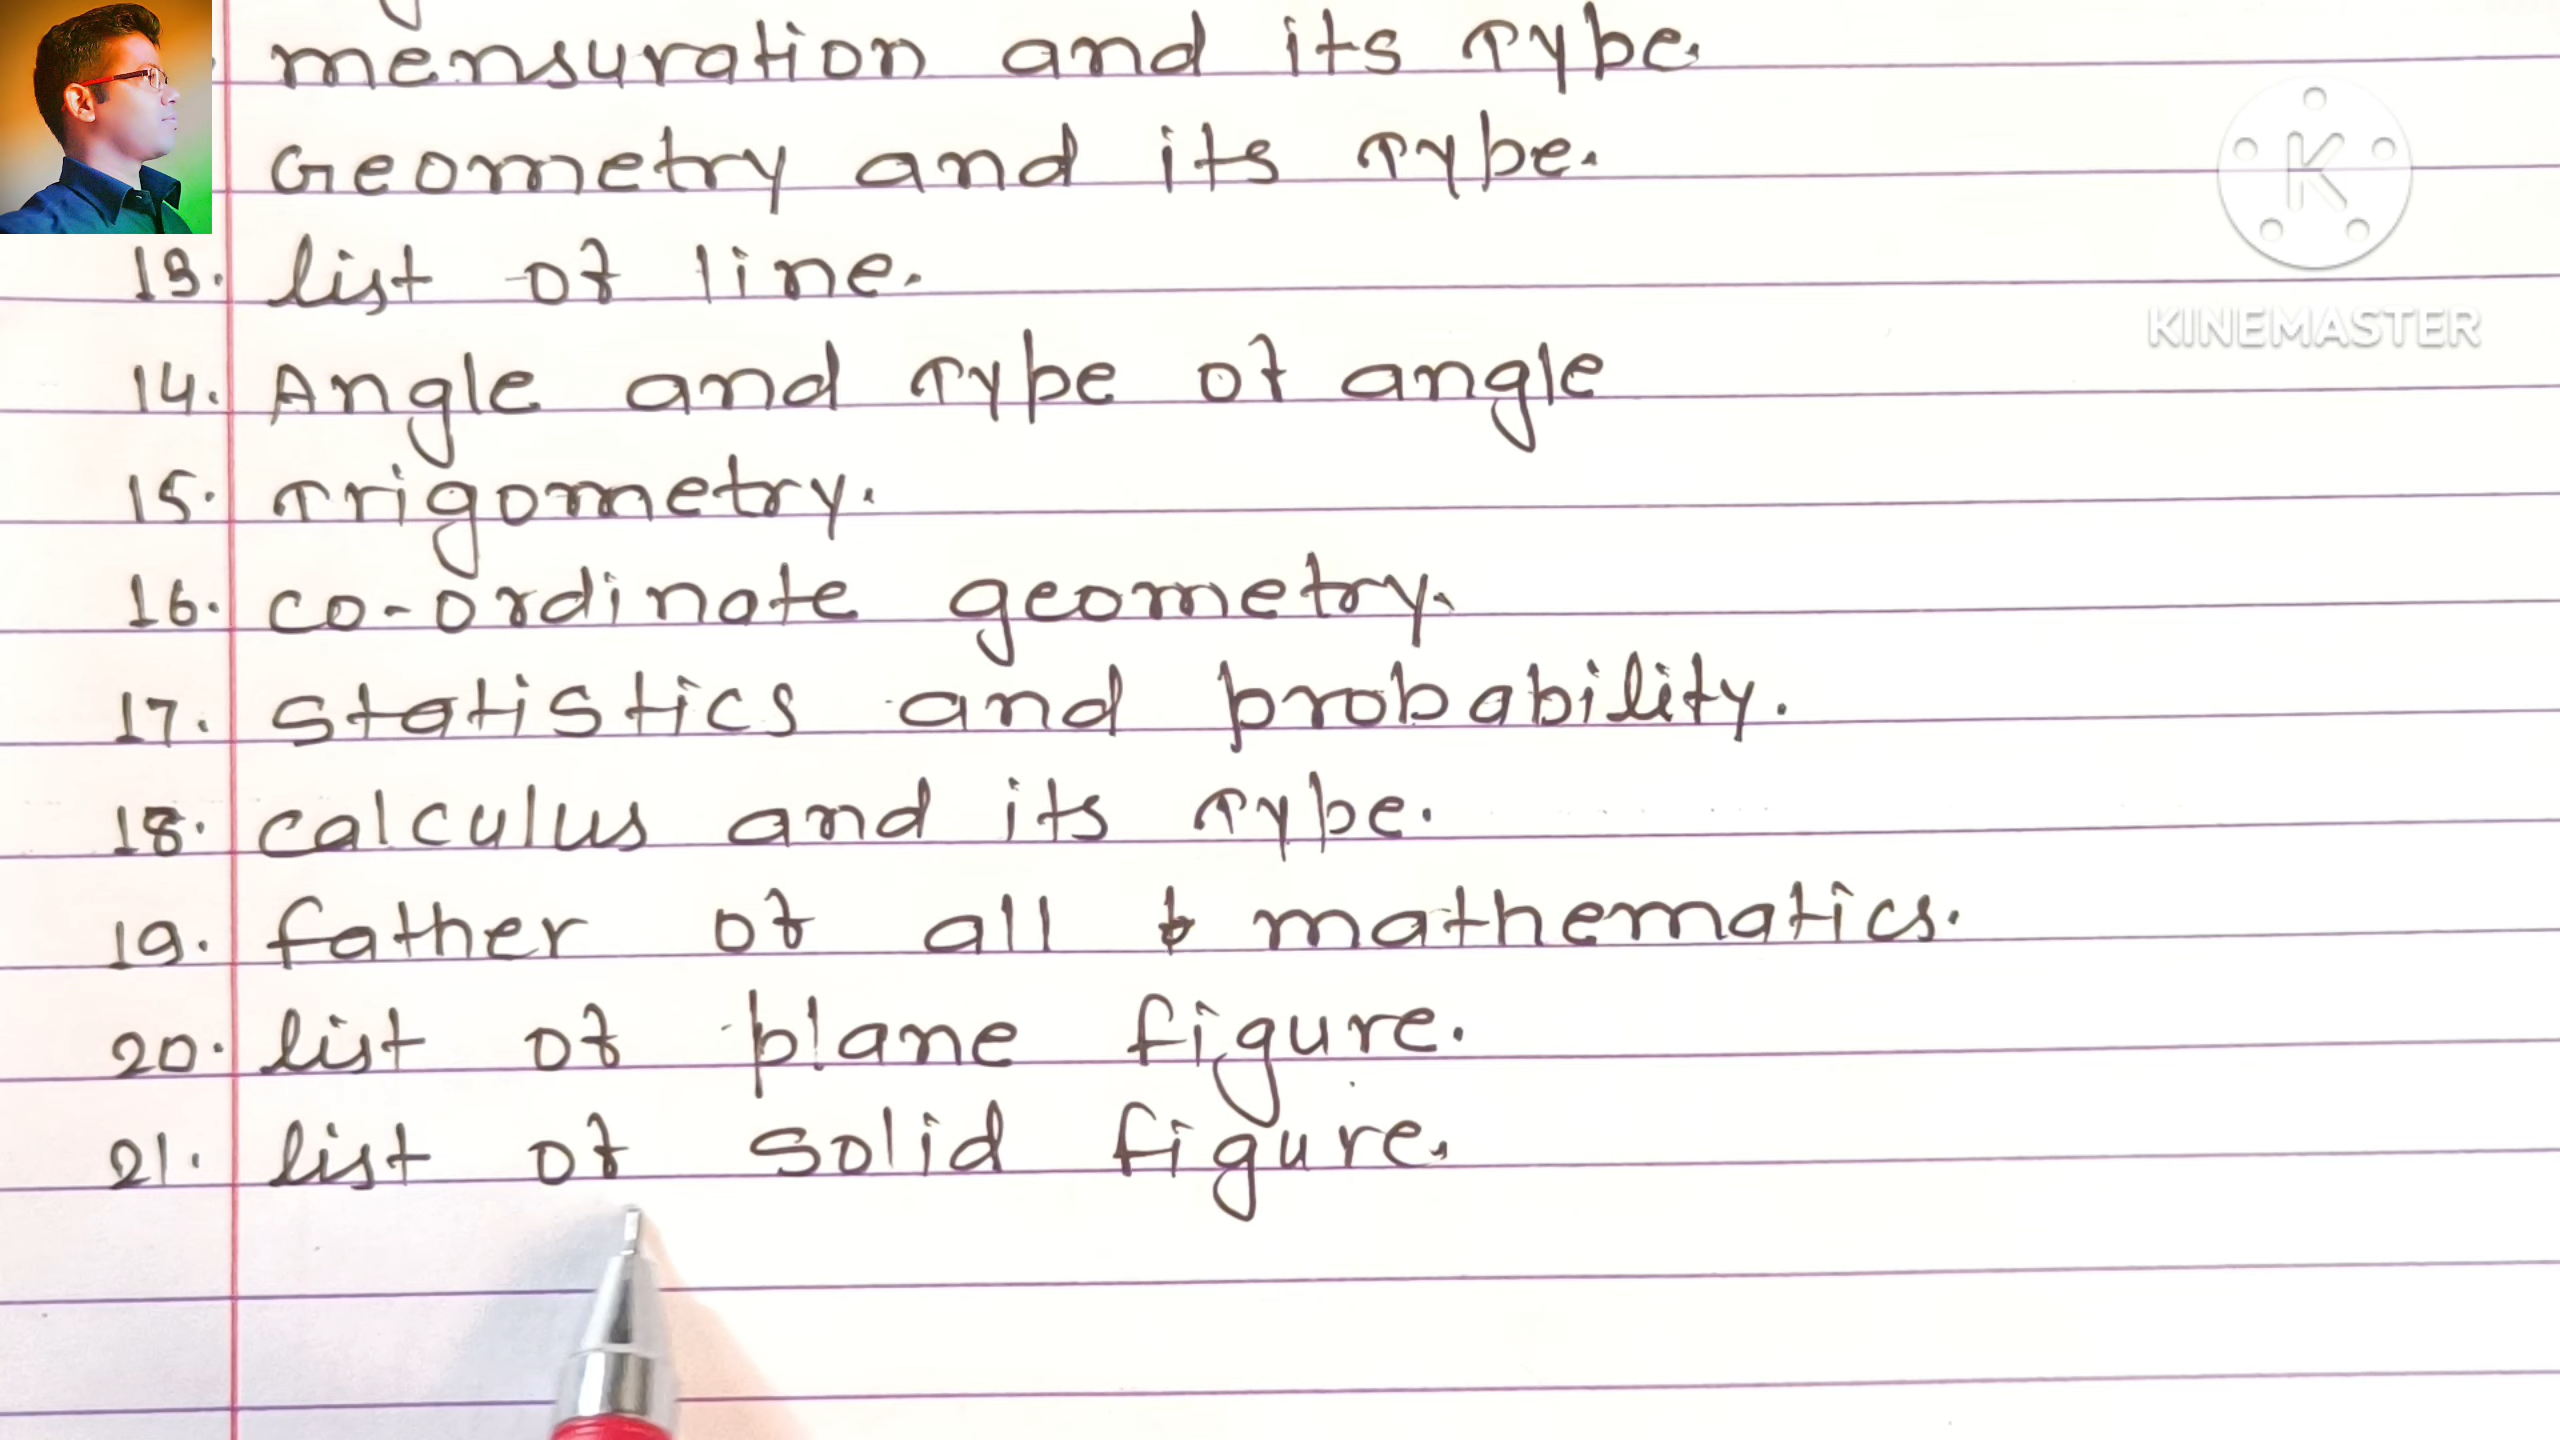 mensuration and its Type.
Geometry and its Type.
13. list of line.
14. Angle and Type of angle
15. Trigometry.
16. co-ordinate geometry.
17. statistics and probability.
18. calculus and its Type.
19. father of all mathematics.
20. list of plane figure.
21. list of solid figure.
KINEMASTER